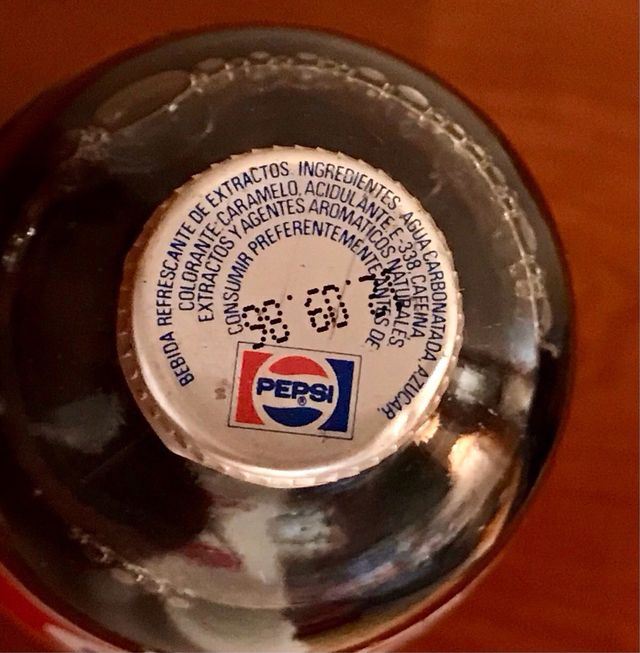 BEBIDA REFRESCANTE DE EXTRACTOS. INGREDIENTES, AGUA CARBONATADA, AZUCAR,
COLORANTE-CARAMELO, ACIDULANTE E-338 CAFEINA,
EXTRACTOS Y AGENTES AROMATICOS NATURALES
CONSUMIR PREFERENTEMENTE ANTES DE
PEPSI®